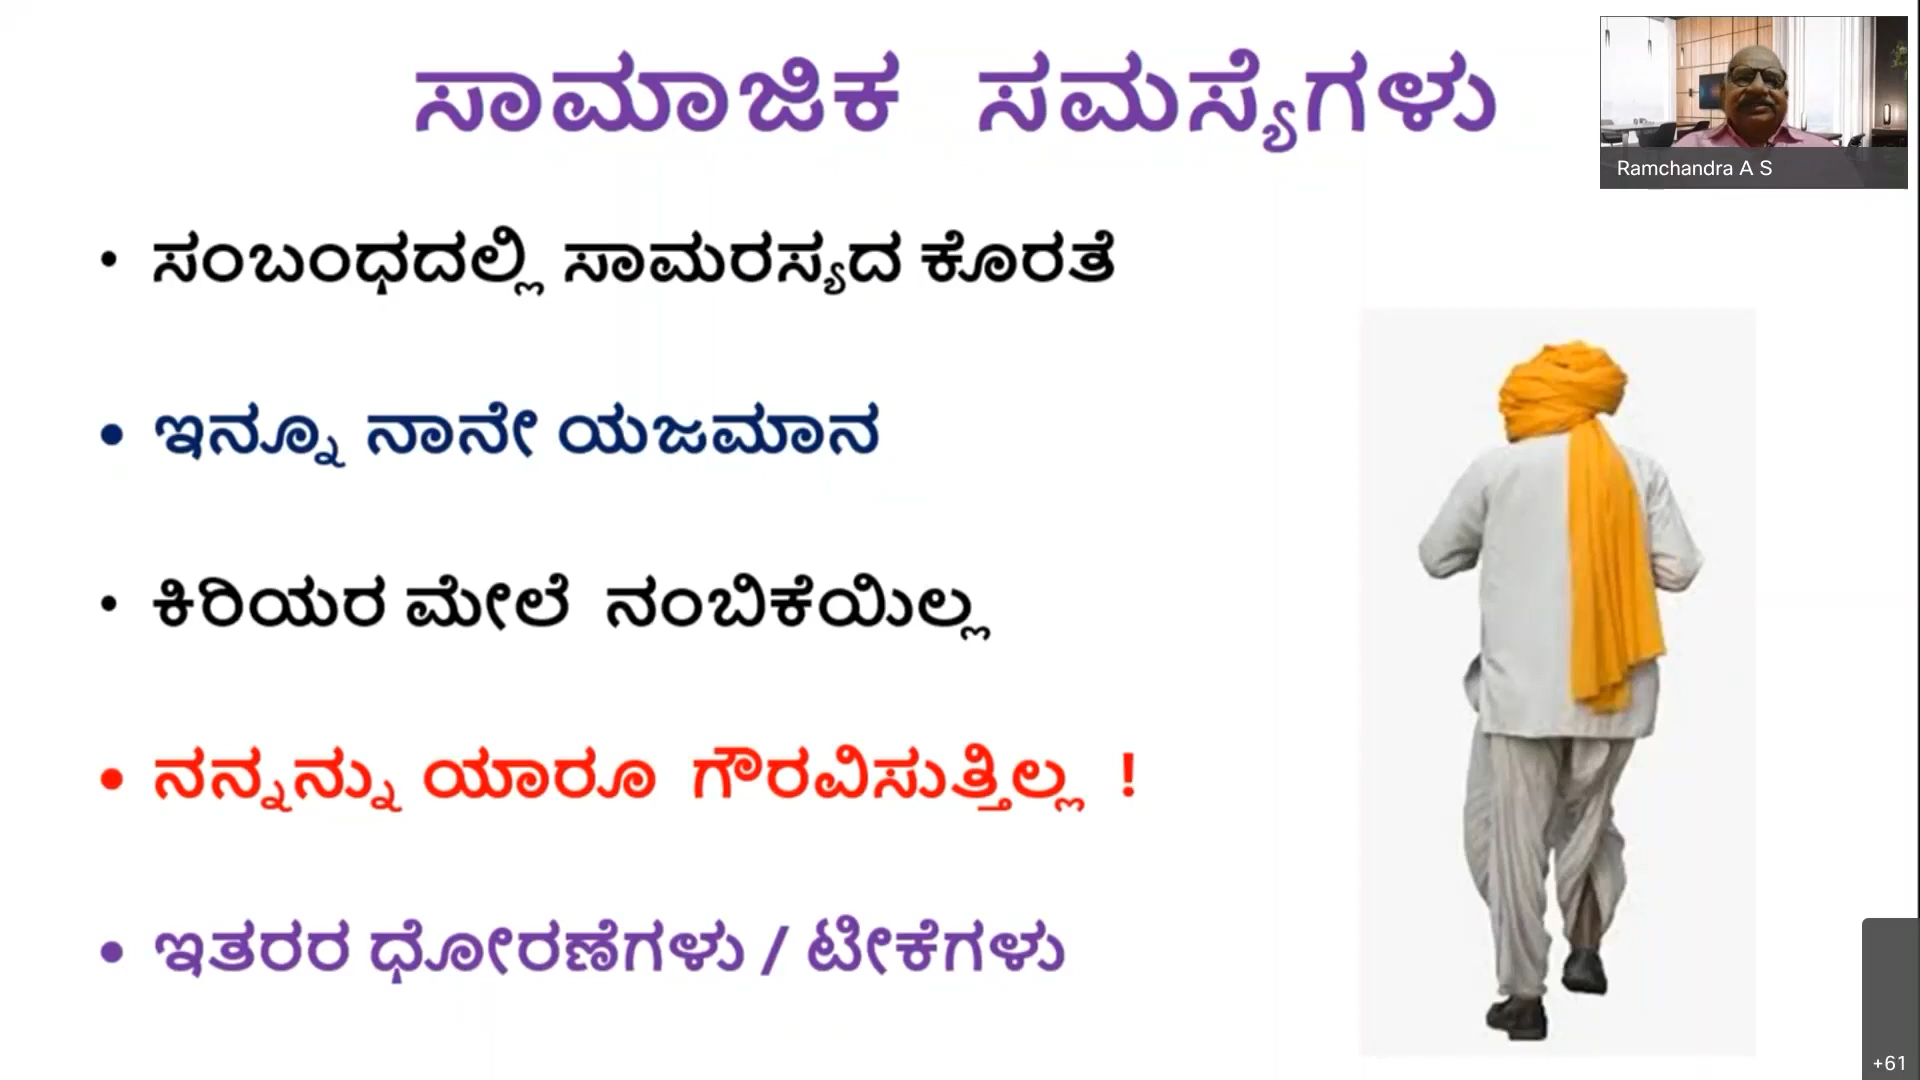 ಸಾಮಾಜಿಕ ಸಮಸ್ಯೆಗಳು
Ramchandra A S
• ಸಂಬಂಧದಲ್ಲಿ ಸಾಮರಸ್ಯದ ಕೊರತೆ
• ಇನ್ನೂ ನಾನೇ ಯಜಮಾನ
• ಕಿರಿಯರ ಮೇಲೆ ನಂಬಿಕೆಯಿಲ್ಲ
• ನನ್ನನ್ನು ಯಾರೂ ಗೌರವಿಸುತ್ತಿಲ್ಲ !
• ಇತರರ ಧೋರಣೆಗಳು / ಟೀಕೆಗಳು
+61